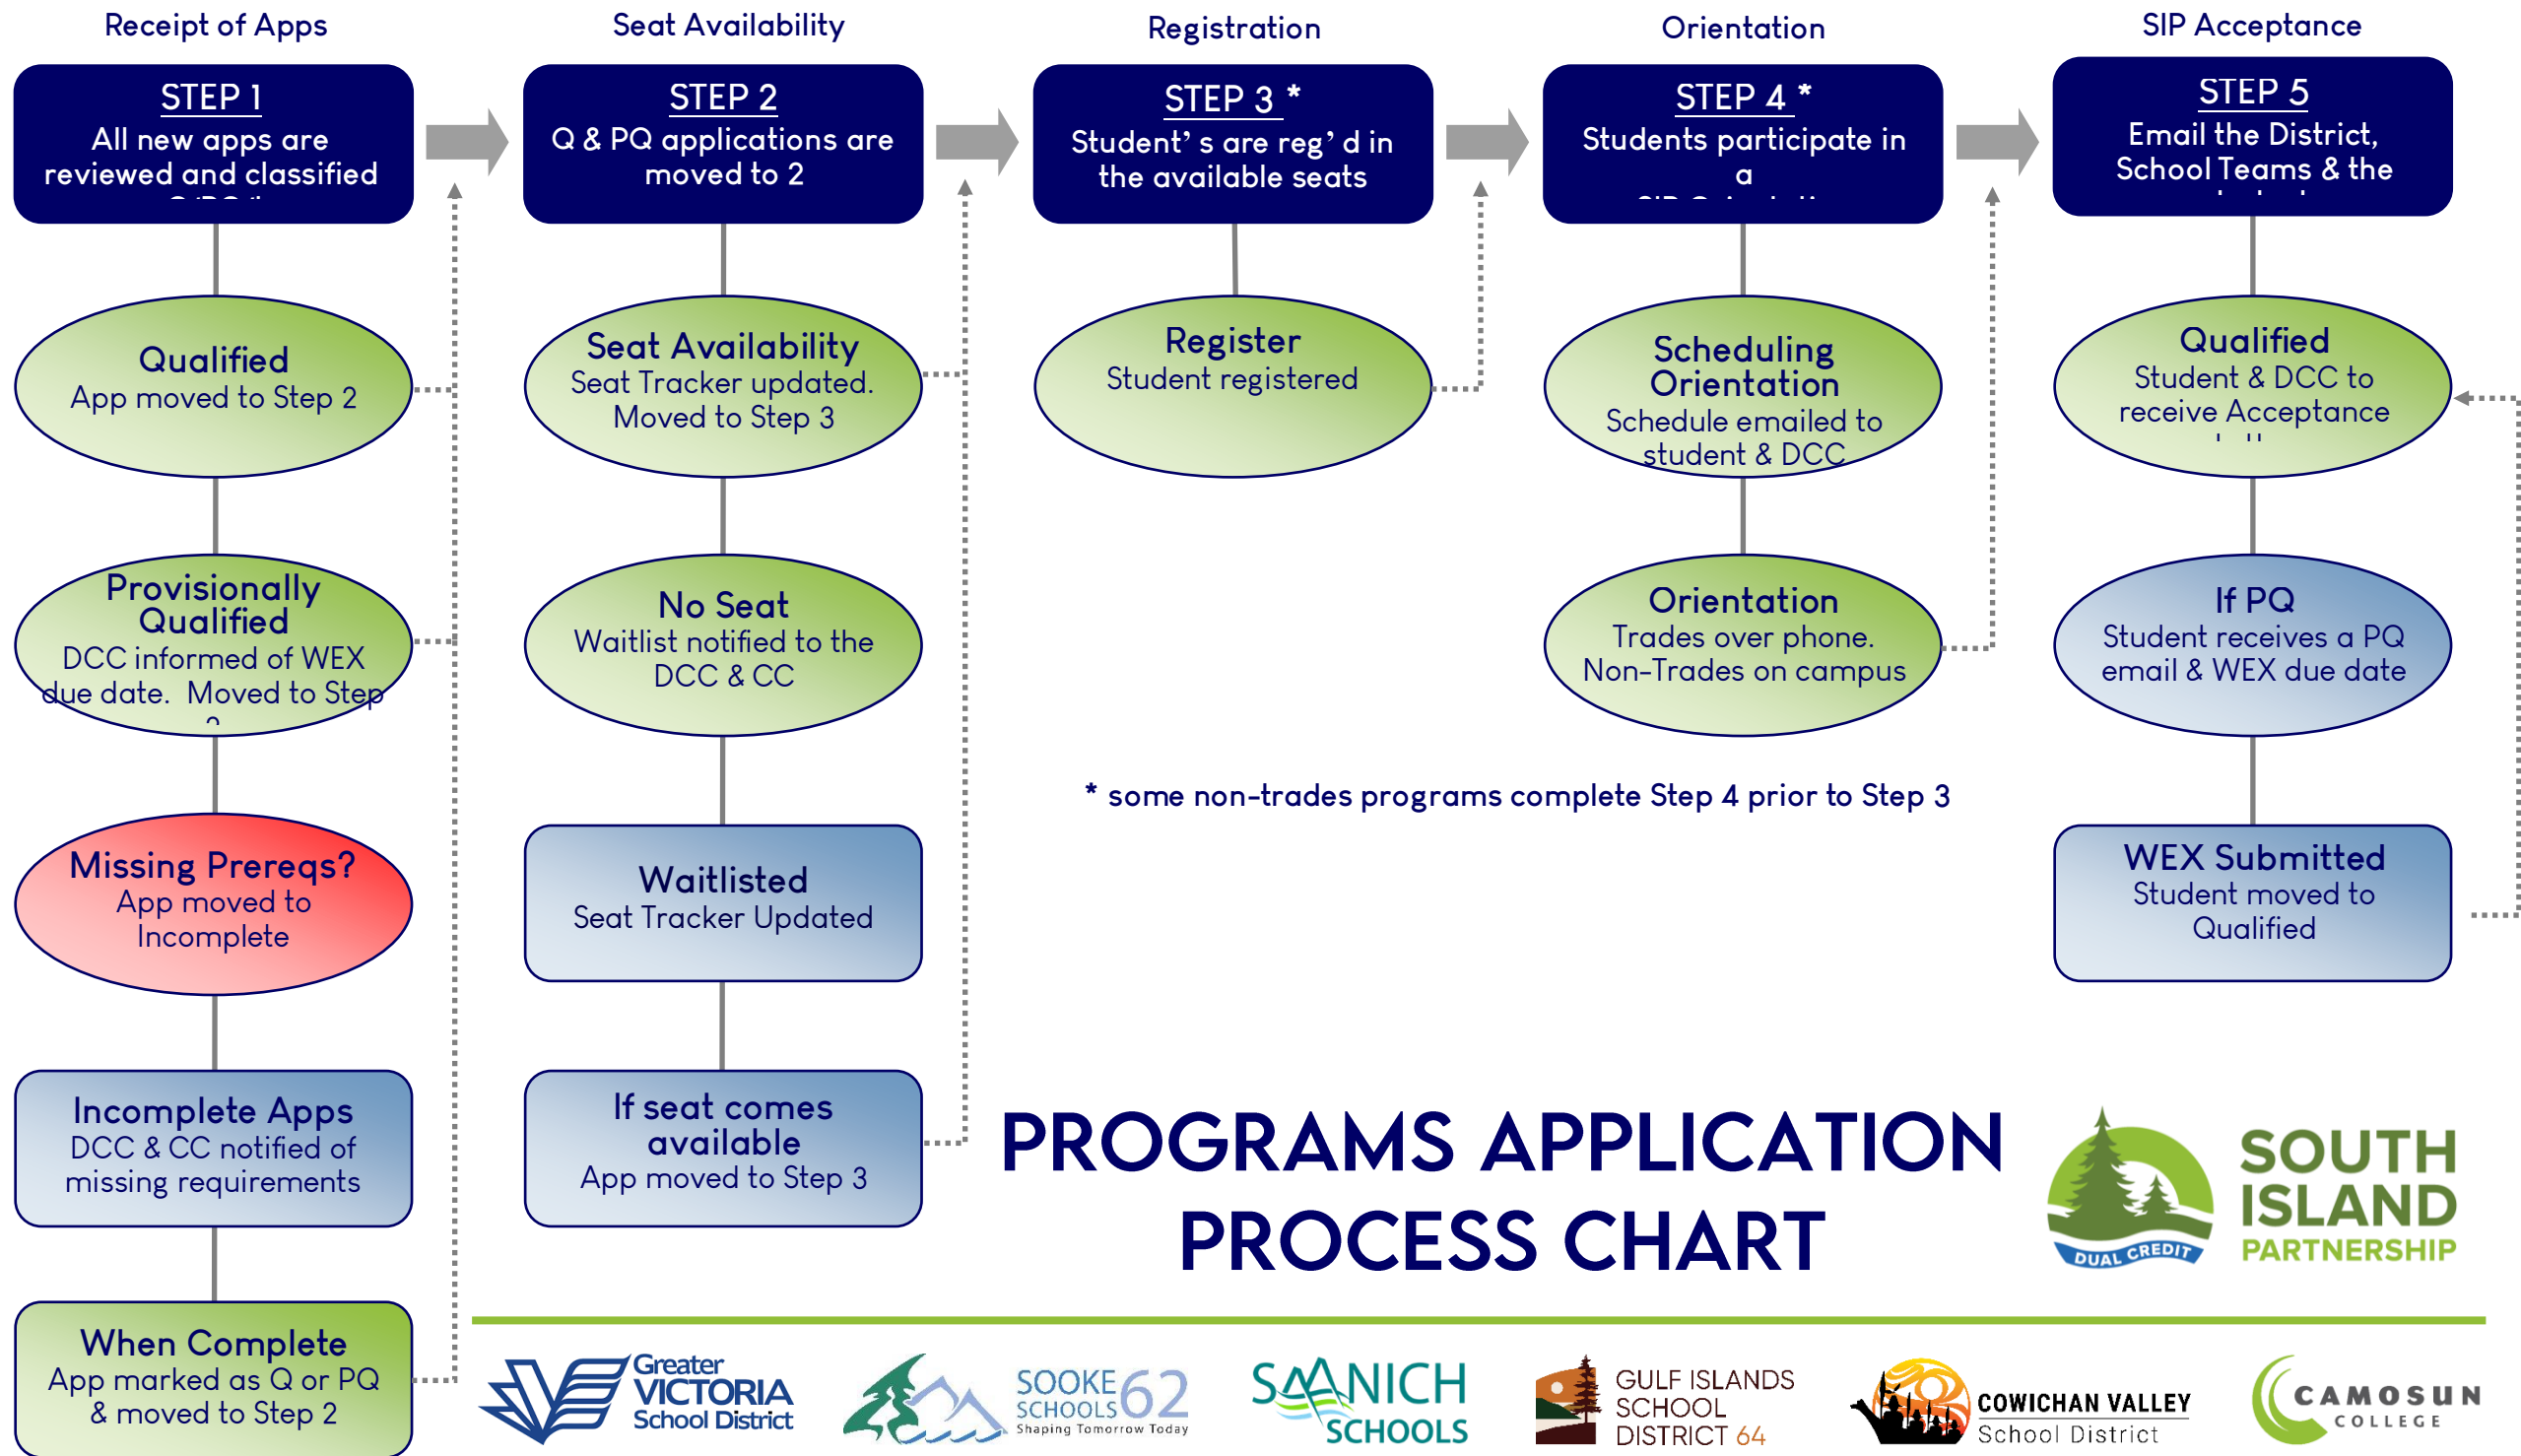 Receipt of Apps
STEP 1
All new apps are
reviewed and classified
Qualified
App moved to Step 2
Provisionally
Qualified
DCC informed of WEX
due date.  Moved to Step
Missing Prereqs?
App moved to
Incomplete
Incomplete Apps
DCC & CC notified of
missing requirements
When Complete
App marked as Q or PQ
& moved to Step 2
Seat Availability
STEP 2
Q & PQ applications are
moved to 2
Seat Availability
Seat Tracker updated.
Moved to Step 3
No Seat
Waitlist notified to the
DCC & CC
Waitlisted
Seat Tracker Updated
If seat comes
available
App moved to Step 3
Registration
STEP 3 *
Student’s are reg’d in
the available seats
Register
Student registered
Orientation
STEP 4 *
Students participate in
a
Scheduling
Orientation
Schedule emailed to
student & DCC
Orientation
Trades over phone.
Non-Trades on campus
SIP Acceptance
STEP 5
Email the District,
School Teams & the
Qualified
Student & DCC to
receive Acceptance
If PQ
Student receives a PQ
email & WEX due date
WEX Submitted
Student moved to
Qualified
* some non-trades programs complete Step 4 prior to Step 3
PROGRAMS APPLICATION
PROCESS CHART
DUAL CREDIT
SOUTH
ISLAND
PARTNERSHIP
Greater
VICTORIA
School District
SOOKE
SCHOOLS 62
Shaping Tomorrow Today
SAANICH
SCHOOLS
GULF ISLANDS
SCHOOL
DISTRICT 64
COWICHAN VALLEY
School District
CAMOSUN
COLLEGE